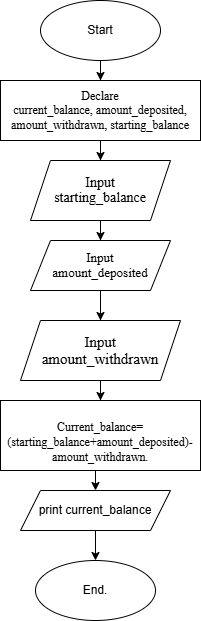 Start
Declare
current_balance, amount_deposited,
amount_withdrawn, starting_balance
Input
starting_balance
Input
amount_deposited
Input
amount_withdrawn
Current_balance=
(starting_balance+amount_deposited)-
amount_withdrawn.
print current_balance
End.